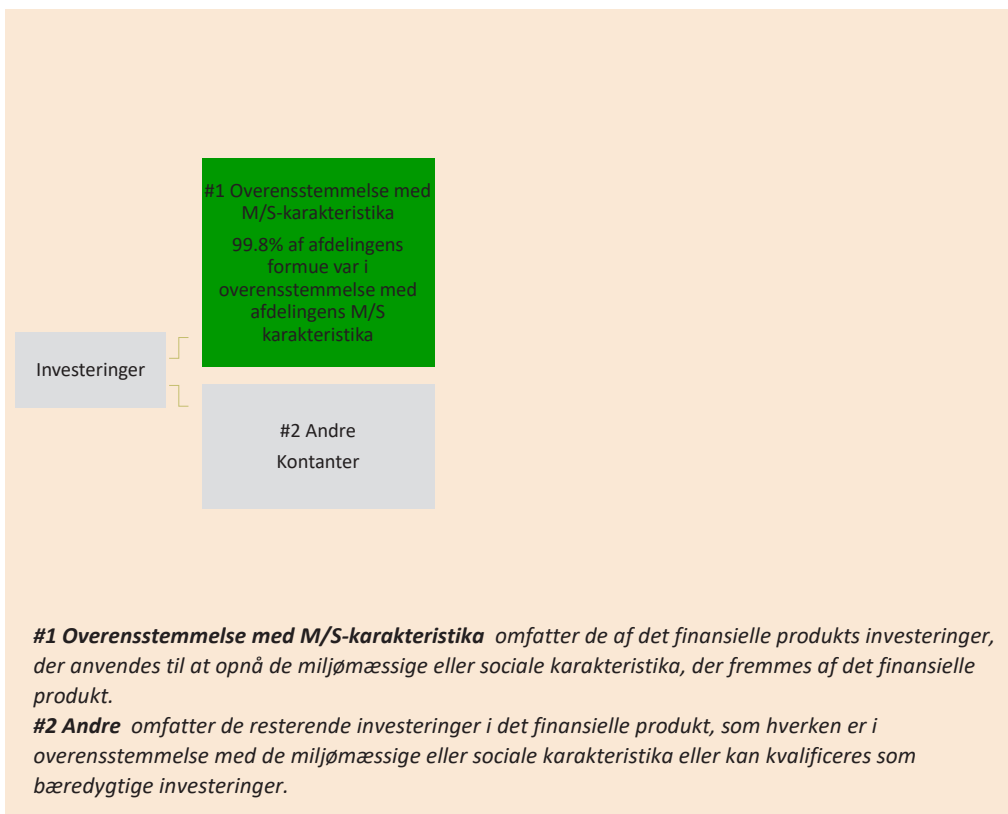 #1 Overensstemmelse med
M/S-karakteristika
99.8% af afdelingens
formue var i
overensstemmelse med
afdelingens M/S
karakteristika
Investeringer
#2 Andre
Kontanter
#1 Overensstemmelse med M/S-karakteristika omfatter de af det finansielle produkts investeringer,
der anvendes til at opnå de miljømæssige eller sociale karakteristika, der fremmes af det finansielle
produkt.
#2 Andre omfatter de resterende investeringer i det finansielle produkt, som hverken er i
overensstemmelse med de miljømæssige eller sociale karakteristika eller kan kvalificeres som
bæredygtige investeringer.